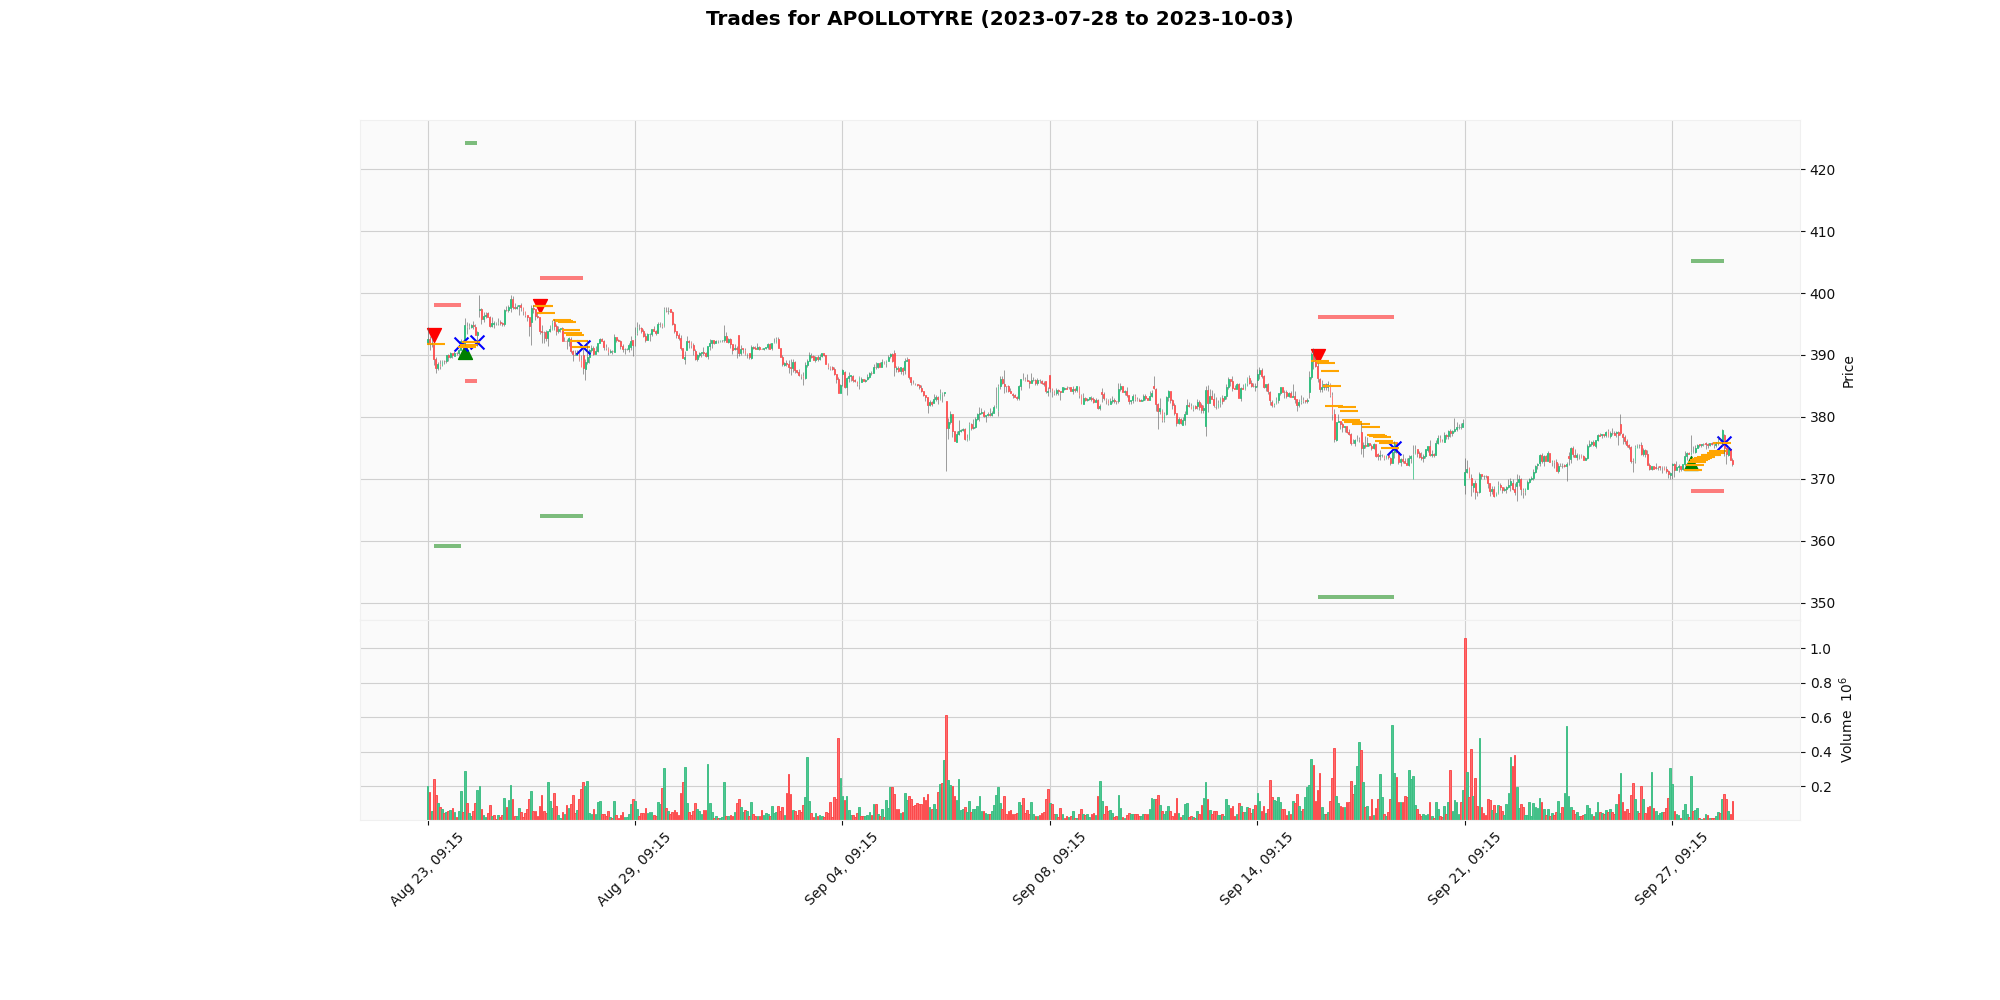 Trades for APOLLOTYRE (2023-07-28 to 2023-10-03)
420
410
400
390
380
370
360
350
Price
1.0
0.8
0.6
0.4
0.2
Volume 10^6
Aug 23, 09:15
Aug 29, 09:15
Sep 04, 09:15
Sep 08, 09:15
Sep 14, 09:15
Sep 21, 09:15
Sep 27, 09:15